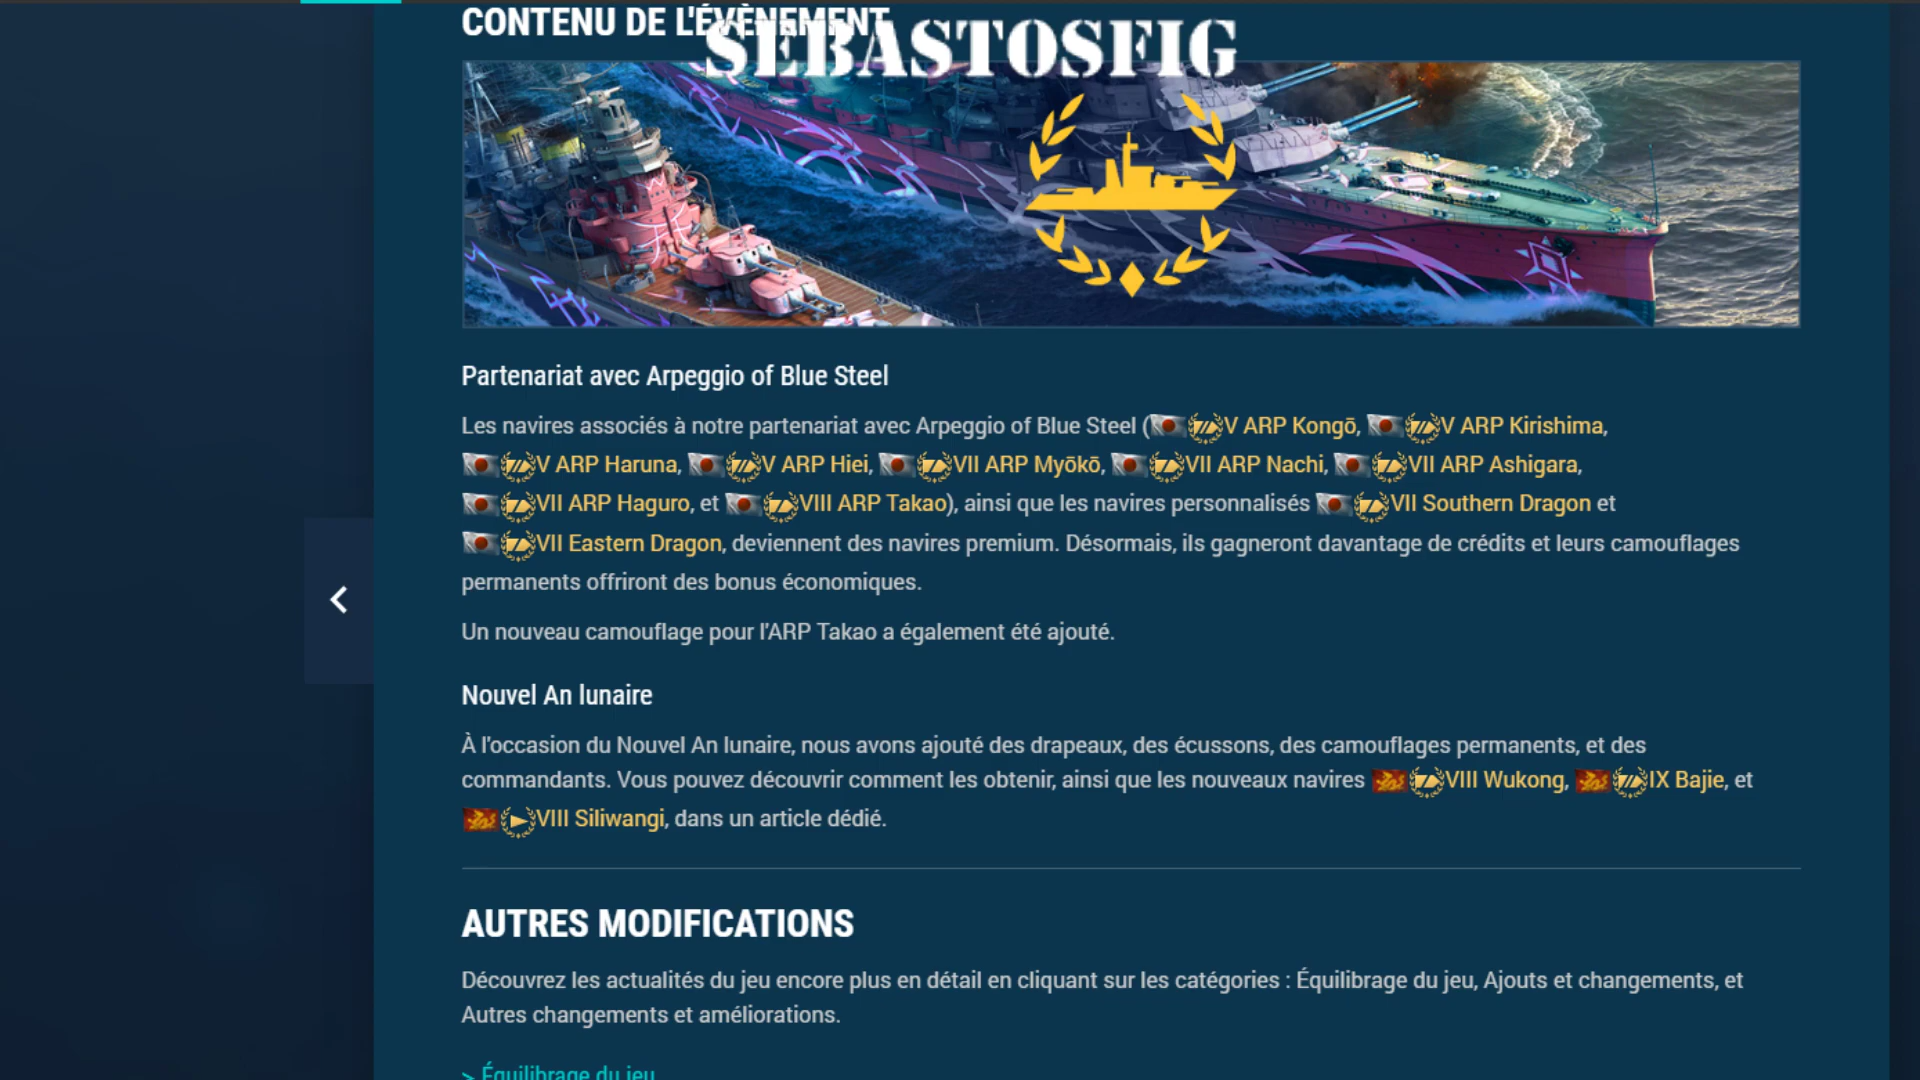 CONTENU DE L'ÉVÈNEMENT
SEBASTOSFIG
Partenariat avec Arpeggio of Blue Steel
Les navires associés à notre partenariat avec Arpeggio of Blue Steel (V ARP Kongō, V ARP Kirishima,
V ARP Haruna, V ARP Hiei, VII ARP Myōkō, VII ARP Nachi, VII ARP Ashigara,
VII ARP Haguro, et VIII ARP Takao), ainsi que les navires personnalisés VII Southern Dragon et
VII Eastern Dragon, deviennent des navires premium. Désormais, ils gagneront davantage de crédits et leurs camouflages
permanents offriront des bonus économiques.
Un nouveau camouflage pour l'ARP Takao a également été ajouté.
Nouvel An lunaire
À l'occasion du Nouvel An lunaire, nous avons ajouté des drapeaux, des écussons, des camouflages permanents, et des
commandants. Vous pouvez découvrir comment les obtenir, ainsi que les nouveaux navires VIII Wukong, IX Bajie, et
VIII Siliwangi, dans un article dédié.
AUTRES MODIFICATIONS
Découvrez les actualités du jeu encore plus en détail en cliquant sur les catégories : Équilibrage du jeu, Ajouts et changements, et
Autres changements et améliorations.
> Équilibrage du jeu